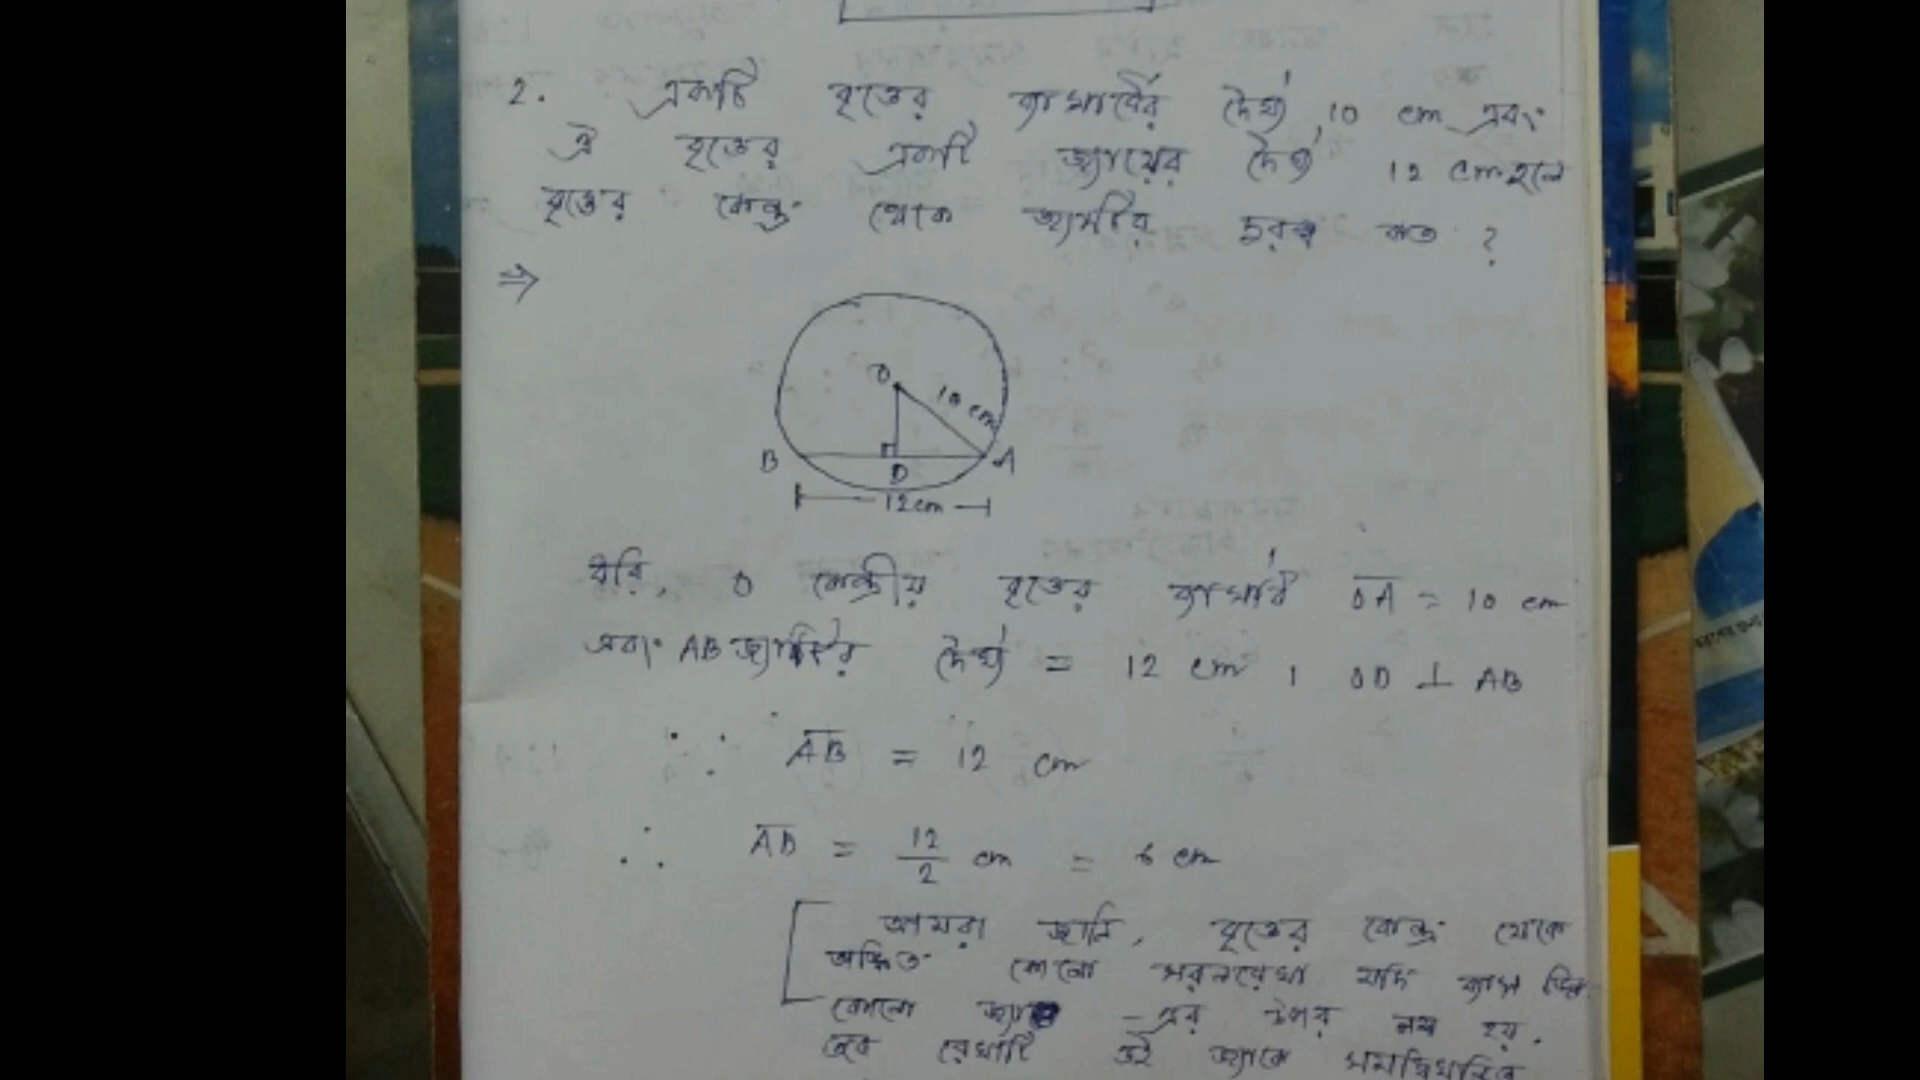 2. একটি বৃত্তের ব্যাসার্ধের দৈর্ঘ্য 10 cm এবং
ঐ বৃত্তের একটি জ্যায়ের দৈর্ঘ্য 12 cm হলে
বৃত্তের কেন্দ্র থেকে জ্যাটির দূরত্ব কত ?
⇒
O
10 cm
B
A
D
12 cm
ধরি, O কেন্দ্রীয় বৃত্তের ব্যাসার্ধ OA = 10 cm
এবং AB জ্যাটির দৈর্ঘ্য = 12 cm । OD ⊥ AB
∵ AB = 12 cm
∴ AD = 12/2 cm = 6 cm
[ আমরা জানি, বৃত্তের কেন্দ্র থেকে
অঙ্কিত কোনো সরলরেখা যদি ব্যাস ভিন্ন
কোনো জ্যা -এর উপর লম্ব হয়.
তবে রেখাটি ওই জ্যাকে সমদ্বিখণ্ডিত